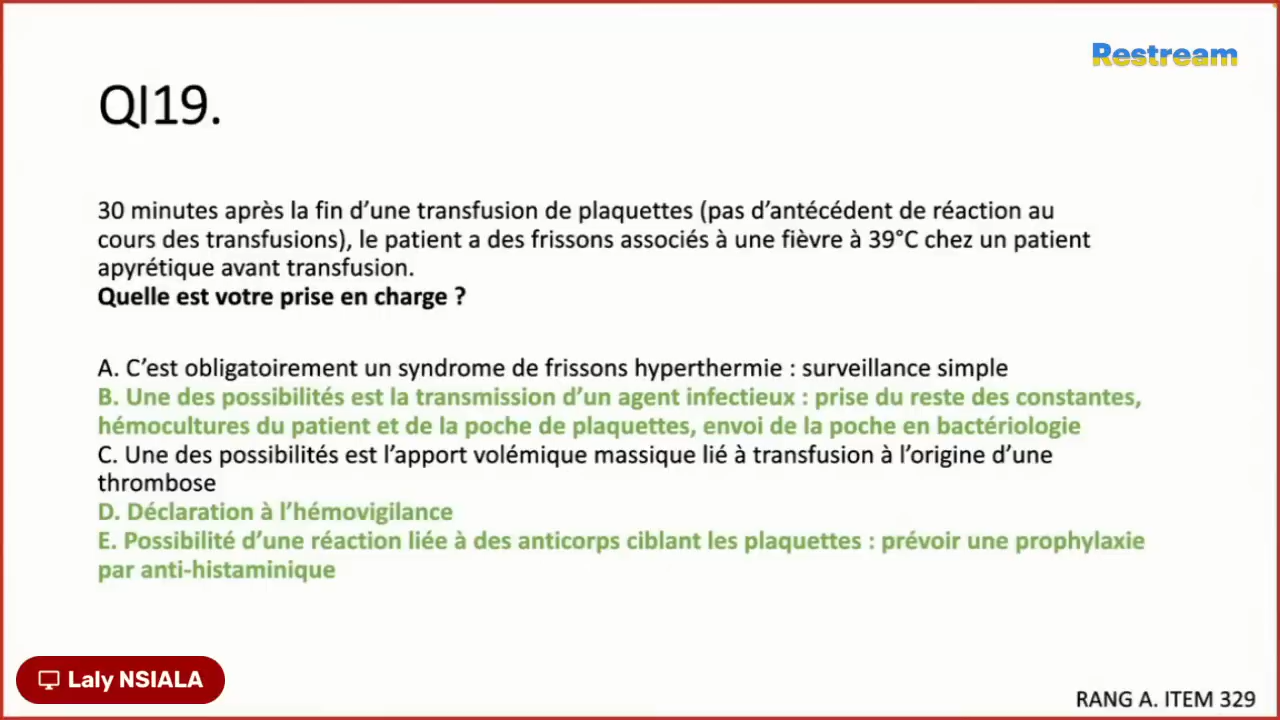 Restream
QI19.
30 minutes après la fin d’une transfusion de plaquettes (pas d’antécédent de réaction au
cours des transfusions), le patient a des frissons associés à une fièvre à 39°C chez un patient
apyrétique avant transfusion.
Quelle est votre prise en charge ?
A. C’est obligatoirement un syndrome de frissons hyperthermie : surveillance simple
B. Une des possibilités est la transmission d’un agent infectieux : prise du reste des constantes,
hémocultures du patient et de la poche de plaquettes, envoi de la poche en bactériologie
C. Une des possibilités est l’apport volémique massique lié à transfusion à l’origine d’une
thrombose
D. Déclaration à l’hémovigilance
E. Possibilité d’une réaction liée à des anticorps ciblant les plaquettes : prévoir une prophylaxie
par anti-histaminique
Laly NSIALA
RANG A. ITEM 329